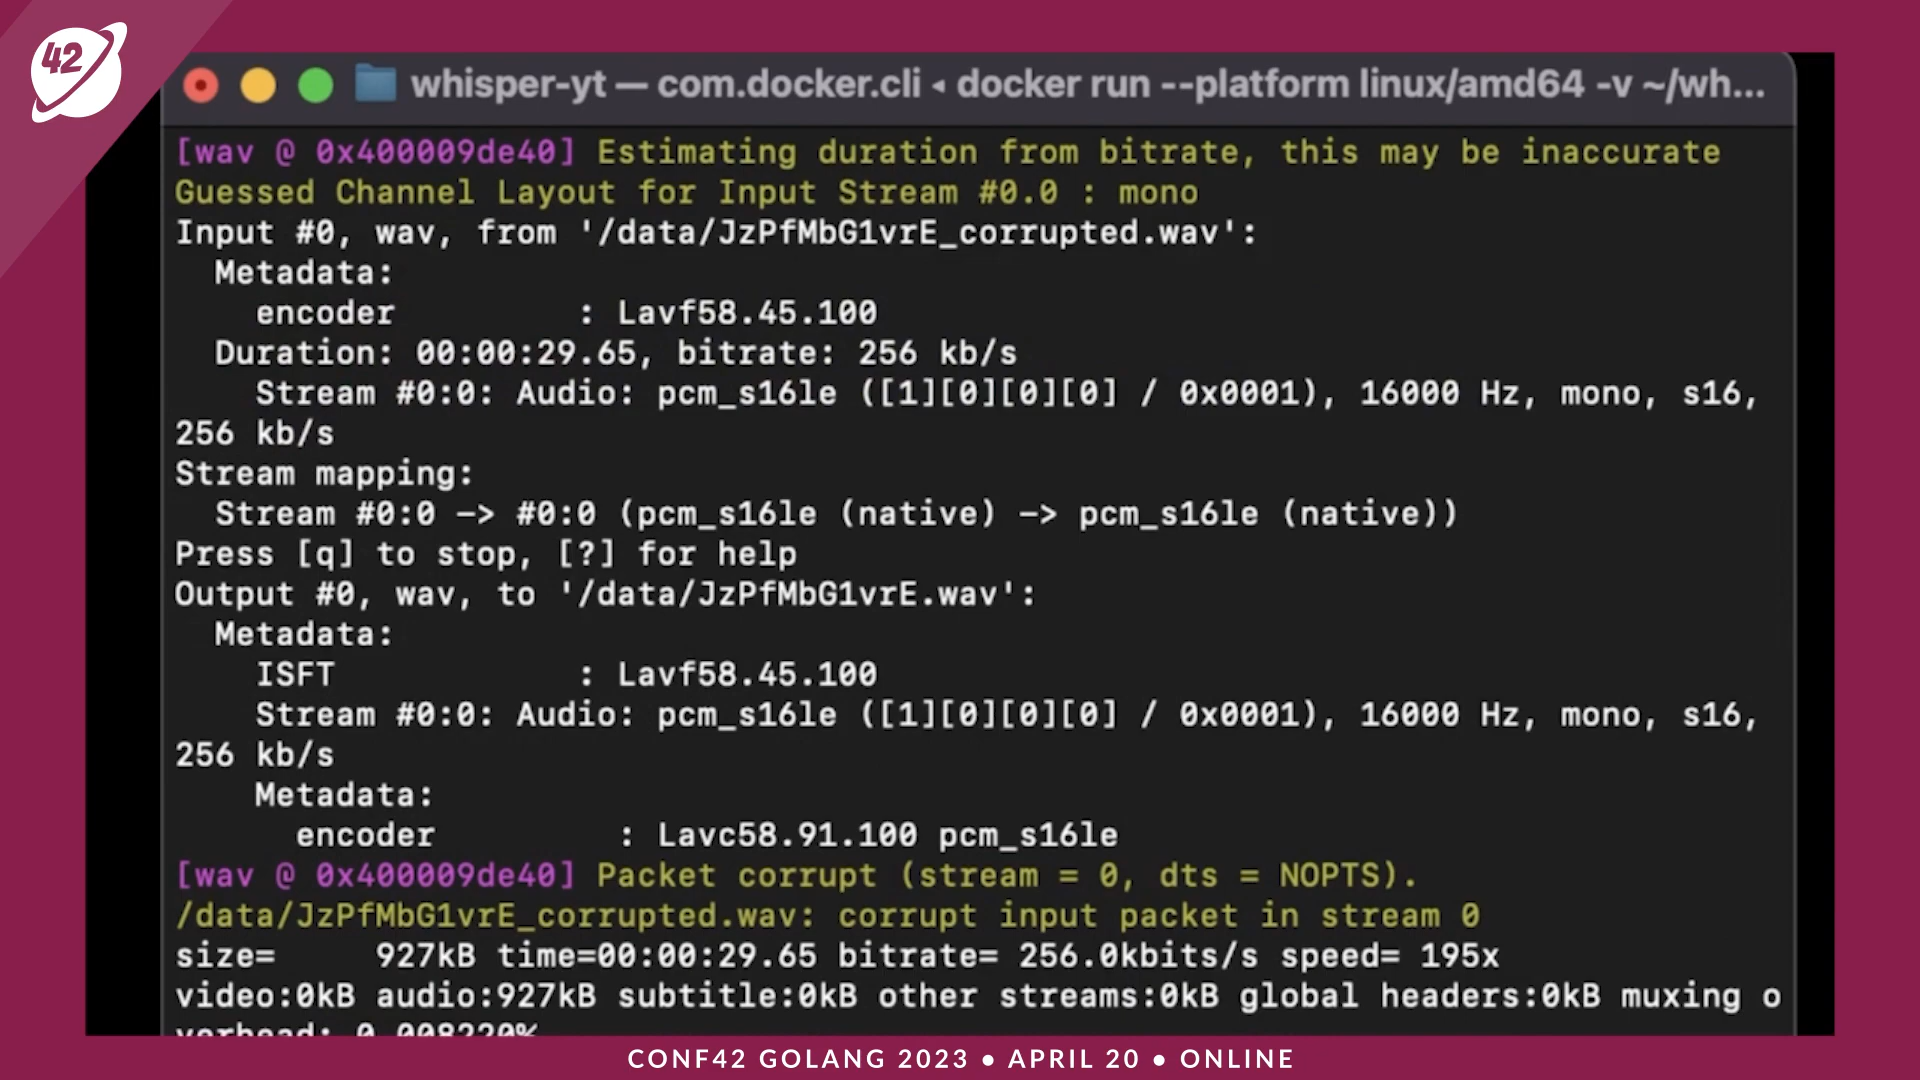 42
whisper-yt — com.docker.cli ◂ docker run --platform linux/amd64 -v ~/wh...
[wav @ 0x400009de40] Estimating duration from bitrate, this may be inaccurate
Guessed Channel Layout for Input Stream #0.0 : mono
Input #0, wav, from '/data/JzPfMbG1vrE_corrupted.wav':
  Metadata:
    encoder         : Lavf58.45.100
  Duration: 00:00:29.65, bitrate: 256 kb/s
    Stream #0:0: Audio: pcm_s16le ([1][0][0][0] / 0x0001), 16000 Hz, mono, s16,
256 kb/s
Stream mapping:
  Stream #0:0 -> #0:0 (pcm_s16le (native) -> pcm_s16le (native))
Press [q] to stop, [?] for help
Output #0, wav, to '/data/JzPfMbG1vrE.wav':
  Metadata:
    ISFT            : Lavf58.45.100
    Stream #0:0: Audio: pcm_s16le ([1][0][0][0] / 0x0001), 16000 Hz, mono, s16,
256 kb/s
    Metadata:
      encoder         : Lavc58.91.100 pcm_s16le
[wav @ 0x400009de40] Packet corrupt (stream = 0, dts = NOPTS).
/data/JzPfMbG1vrE_corrupted.wav: corrupt input packet in stream 0
size=     927kB time=00:00:29.65 bitrate= 256.0kbits/s speed= 195x
video:0kB audio:927kB subtitle:0kB other streams:0kB global headers:0kB muxing o
verhead: 0.008220%
CONF42 GOLANG 2023 ● APRIL 20 ● ONLINE